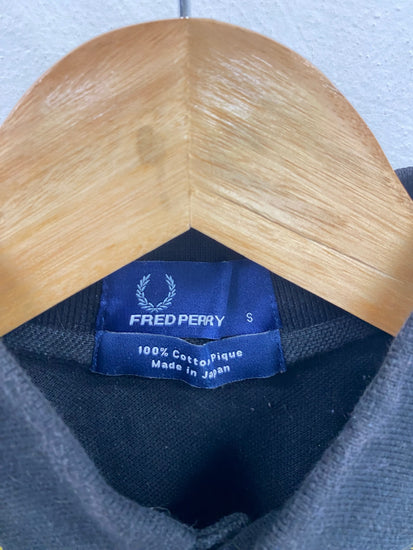 FRED PERRY S
100% Cotton Pique
Made in Japan